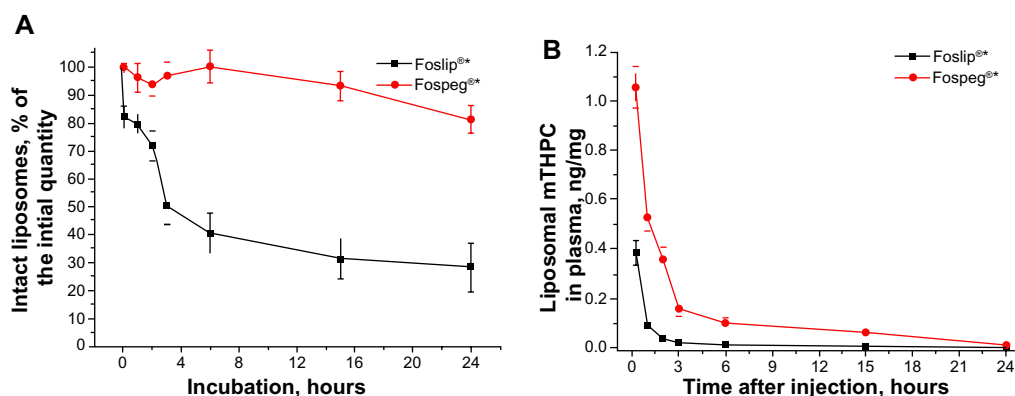 A
Intact liposomes, % of
the intial quantity
100
90
80
70
60
50
40
30
20
10
0
Foslip®*
Fospeg®*
0 4 8 12 16 20 24
Incubation, hours
B
Liposomal mTHPC
in plasma, ng/mg
1.2
1.0
0.8
0.6
0.4
0.2
0.0
Foslip®*
Fospeg®*
0 3 6 9 12 15 18 21 24
Time after injection, hours